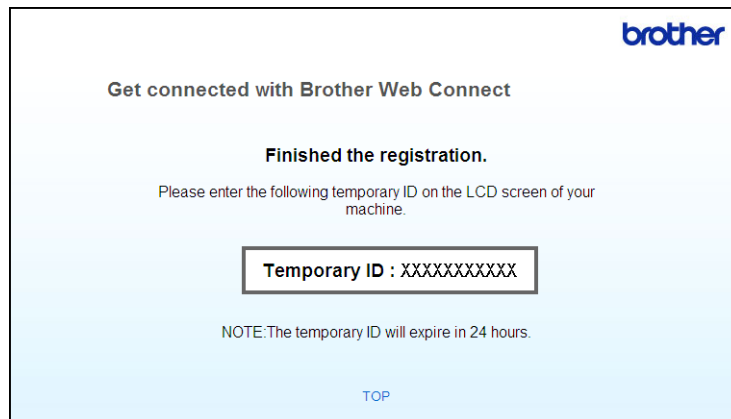 brother
Get connected with Brother Web Connect
Finished the registration.
Please enter the following temporary ID on the LCD screen of your
machine.
Temporary ID : XXXXXXXXXXX
NOTE:The temporary ID will expire in 24 hours.
TOP